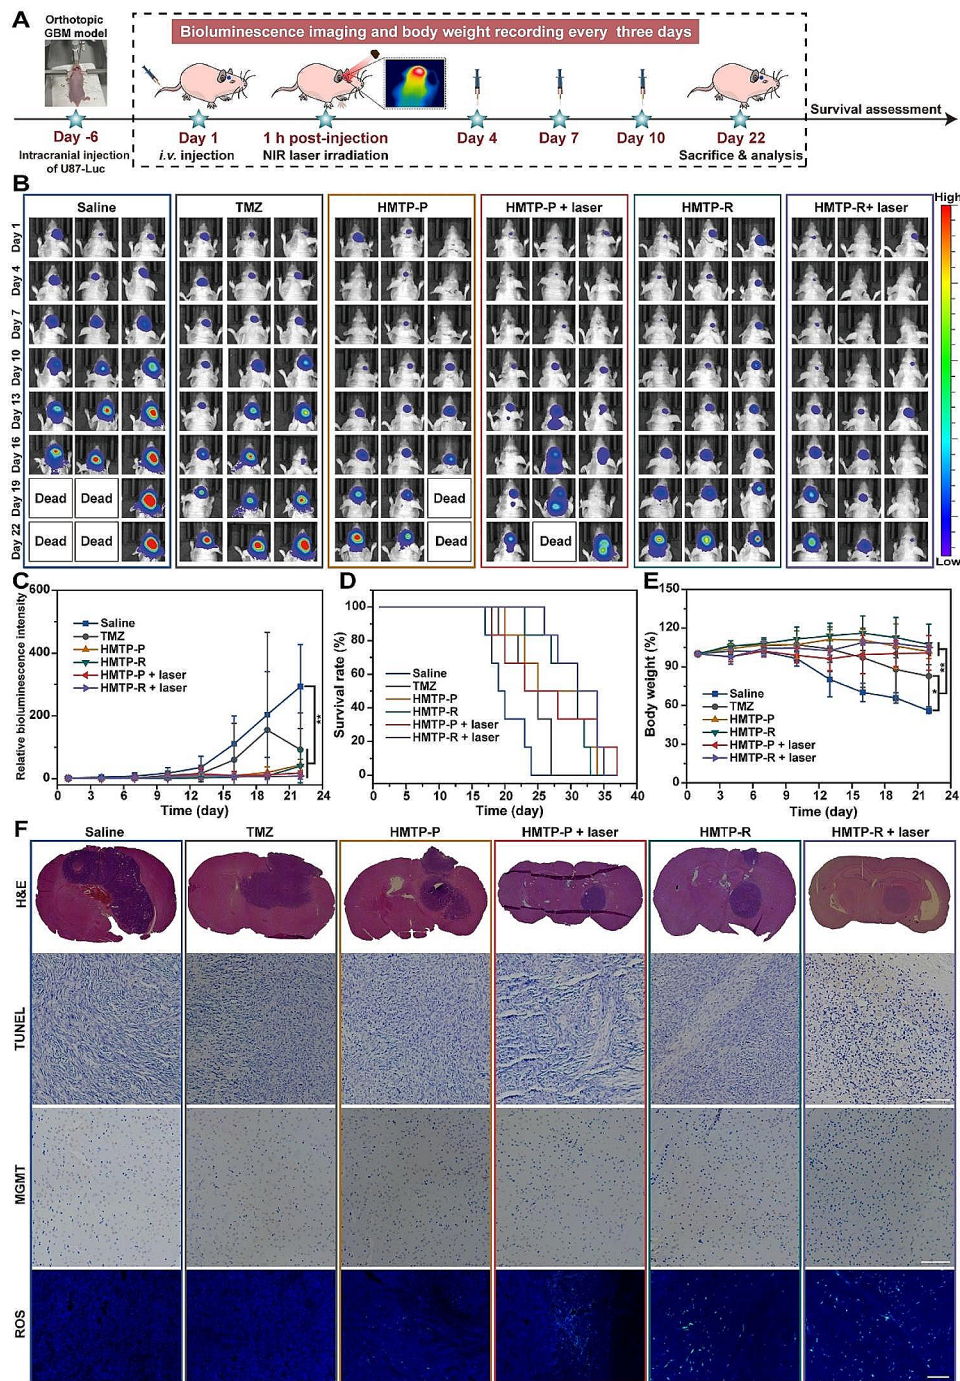 A
Orthotopic
GBM model
Bioluminescence imaging and body weight recording every three days
Survival assessment
Day -6
Day 1
1 h post-injection
Day 4
Day 7
Day 10
Day 22
Intracranial injection
of U87-Luc
i.v. injection
NIR laser irradiation
Sacrifice & analysis
B
Saline
TMZ
HMTP-P
HMTP-P + laser
HMTP-R
HMTP-R+ laser
High
Day 1
Day 4
Day 7
Day 10
Day 13
Day 16
Day 19
Dead
Dead
Dead
Day 22
Dead
Dead
Dead
Dead
Low
C
Relative bioluminescence intensity
600
400
200
0
Saline
TMZ
HMTP-P
HMTP-R
HMTP-P + laser
HMTP-R + laser
**
0 3 6 9 12 15 18 21 24
Time (day)
D
Survival rate (%)
100
80
60
40
20
0
Saline
TMZ
HMTP-P
HMTP-R
HMTP-P + laser
HMTP-R + laser
0 5 10 15 20 25 30 35 40
Time (day)
E
Body weight (%)
150
120
90
60
30
0
Saline
TMZ
HMTP-P
HMTP-R
HMTP-P + laser
HMTP-R + laser
*
**
0 3 6 9 12 15 18 21 24
Time (day)
F
Saline
TMZ
HMTP-P
HMTP-P + laser
HMTP-R
HMTP-R + laser
H&E
TUNEL
MGMT
ROS